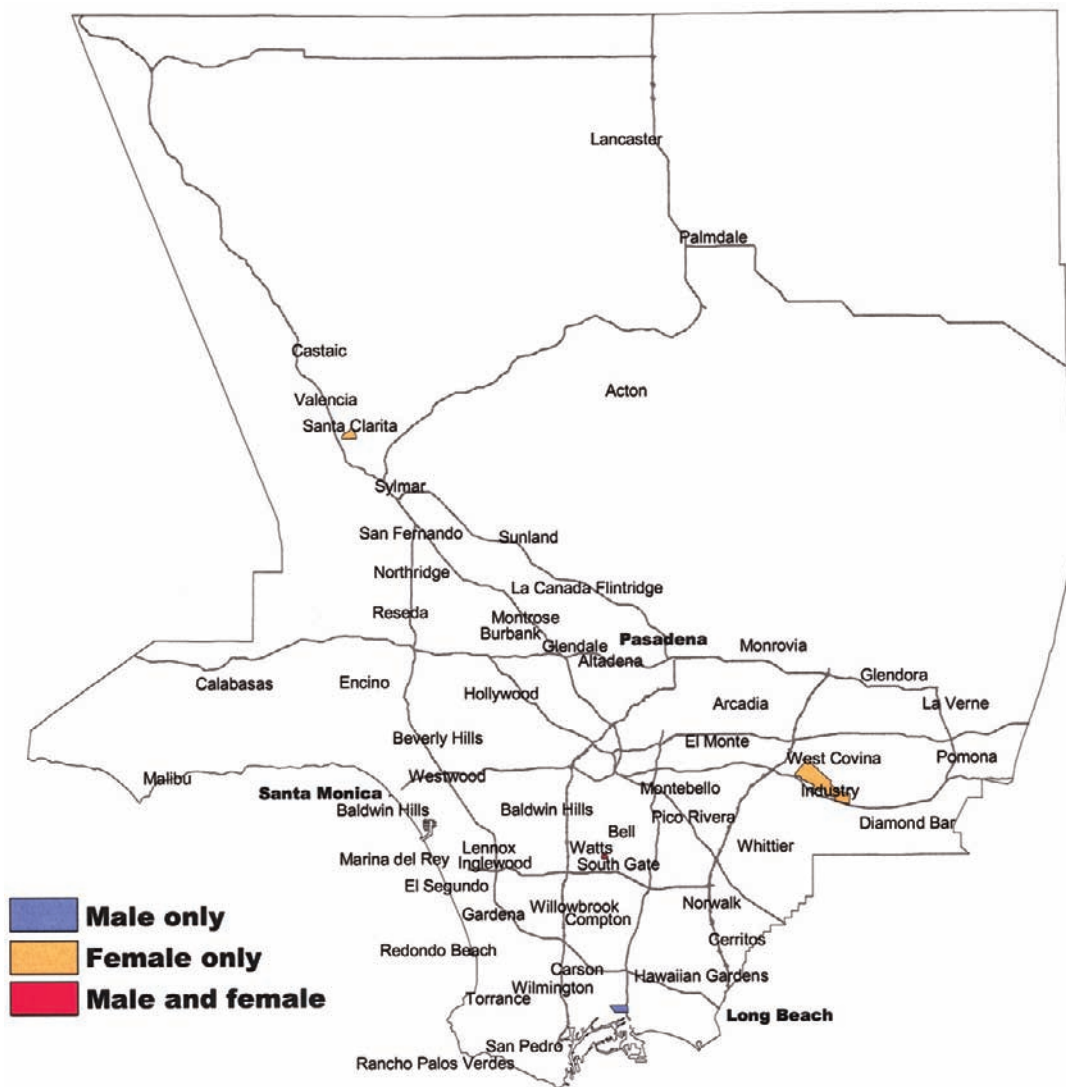 Lancaster
Palmdale
Castaic
Acton
Valencia
Santa Clarita
Sylmar
San Fernando
Sunland
Northridge
La Canada Flintridge
Reseda
Montrose
Burbank
Glendale
Pasadena
Monrovia
Altadena
Glendora
Calabasas
Encino
Hollywood
Arcadia
La Verne
Beverly Hills
El Monte
West Covina
Pomona
Malibu
Westwood
Santa Monica
Montebello
Industry
Baldwin Hills
Baldwin Hills
Pico Rivera
Diamond Bar
Bell
Lennox
Watts
Whittier
Marina del Rey
Inglewood
South Gate
El Segundo
Male only
Gardena
Willowbrook
Compton
Norwalk
Cerritos
Female only
Redondo Beach
Carson
Hawaiian Gardens
Wilmington
Male and female
Torrance
Long Beach
San Pedro
Rancho Palos Verdes